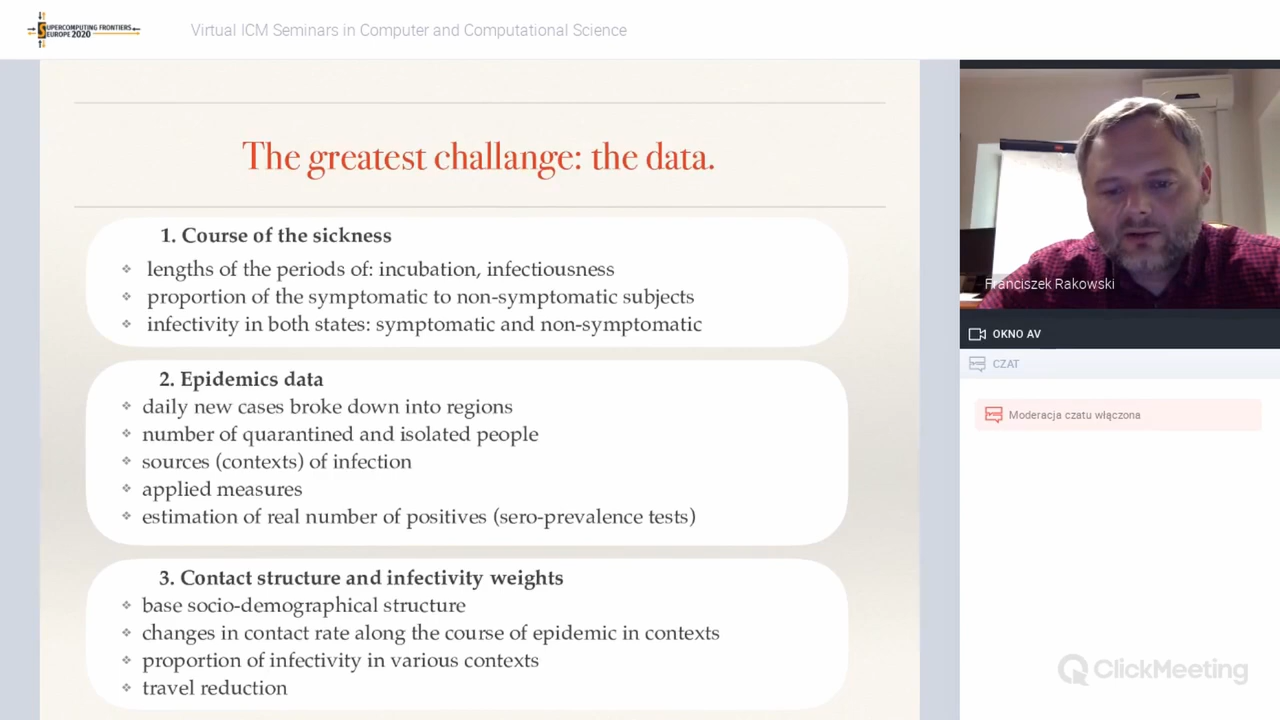 SUPERCOMPUTING FRONTIERS
EUROPE 2020
Virtual ICM Seminars in Computer and Computational Science
The greatest challange: the data.
1. Course of the sickness
❖ lengths of the periods of: incubation, infectiousness
❖ proportion of the symptomatic to non-symptomatic subjects
❖ infectivity in both states: symptomatic and non-symptomatic
2. Epidemics data
❖ daily new cases broke down into regions
❖ number of quarantined and isolated people
❖ sources (contexts) of infection
❖ applied measures
❖ estimation of real number of positives (sero-prevalence tests)
3. Contact structure and infectivity weights
❖ base socio-demographical structure
❖ changes in contact rate along the course of epidemic in contexts
❖ proportion of infectivity in various contexts
❖ travel reduction
Franciszek Rakowski
OKNO AV
CZAT
Moderacja czatu włączona
ClickMeeting